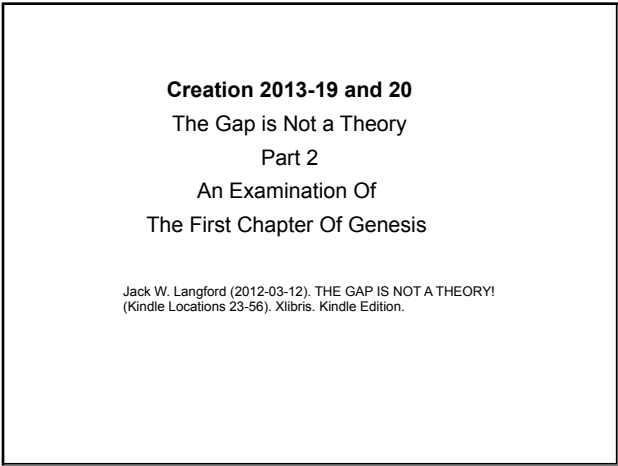 Creation 2013-19 and 20
The Gap is Not a Theory
Part 2
An Examination Of
The First Chapter Of Genesis
Jack W. Langford (2012-03-12). THE GAP IS NOT A THEORY!
(Kindle Locations 23-56). Xlibris. Kindle Edition.